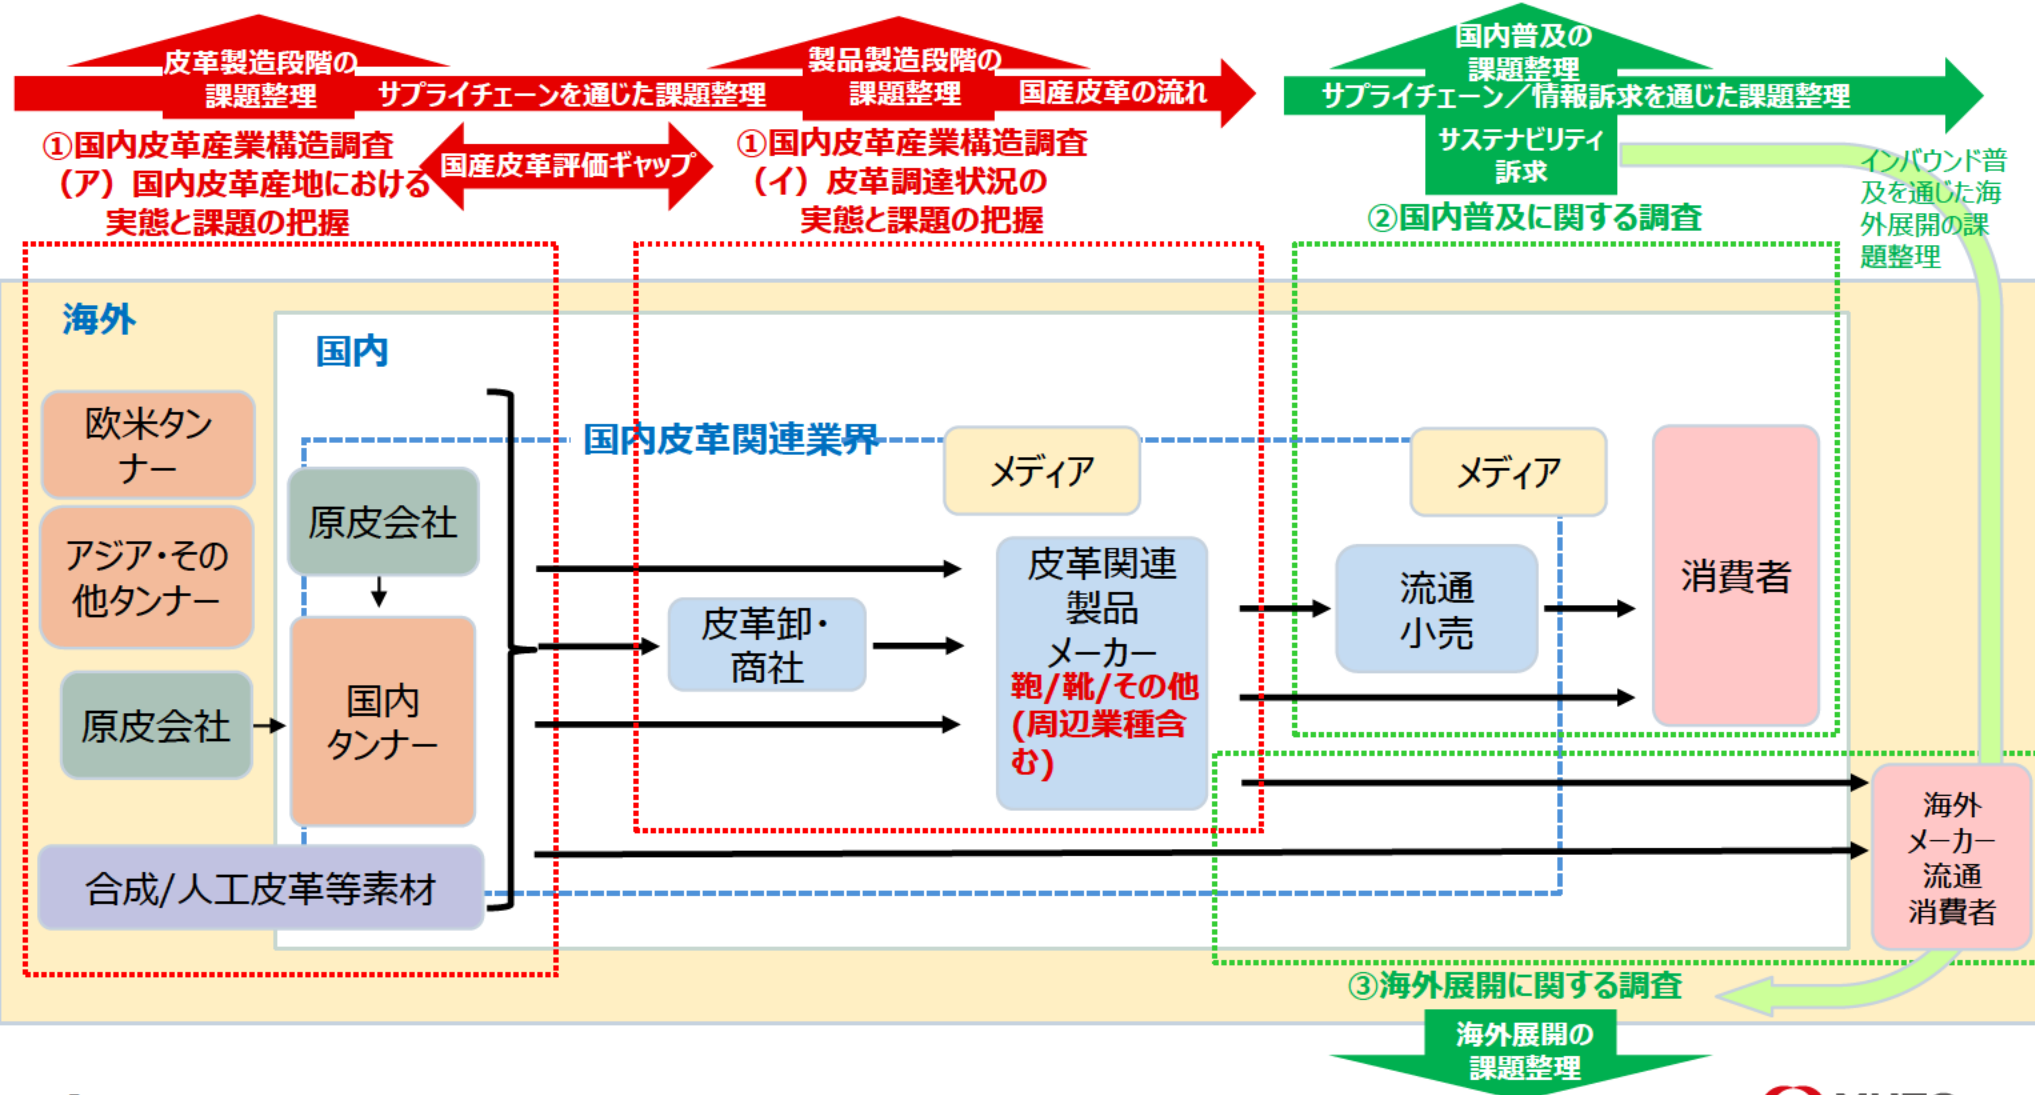 皮革製造段階の
課題整理
サプライチェーンを通じた課題整理
製品製造段階の
課題整理
国産皮革の流れ
国内普及の
課題整理
サプライチェーン／情報訴求を通じた課題整理
サステナビリティ
訴求
①国内皮革産業構造調査
（ア）国内皮革産地における
実態と課題の把握
国産皮革評価ギャップ
①国内皮革産業構造調査
（イ）皮革調達状況の
実態と課題の把握
②国内普及に関する調査
インバウンド普
及を通じた海
外展開の課
題整理
海外
国内
国内皮革関連業界
欧米タン
ナー
アジア・その
他タンナー
原皮会社
原皮会社
国内
タンナー
合成/人工皮革等素材
皮革卸・
商社
メディア
皮革関連
製品
メーカー
鞄/靴/その他
(周辺業種含
む)
メディア
流通
小売
消費者
海外
メーカー
流通
消費者
③海外展開に関する調査
海外展開の
課題整理